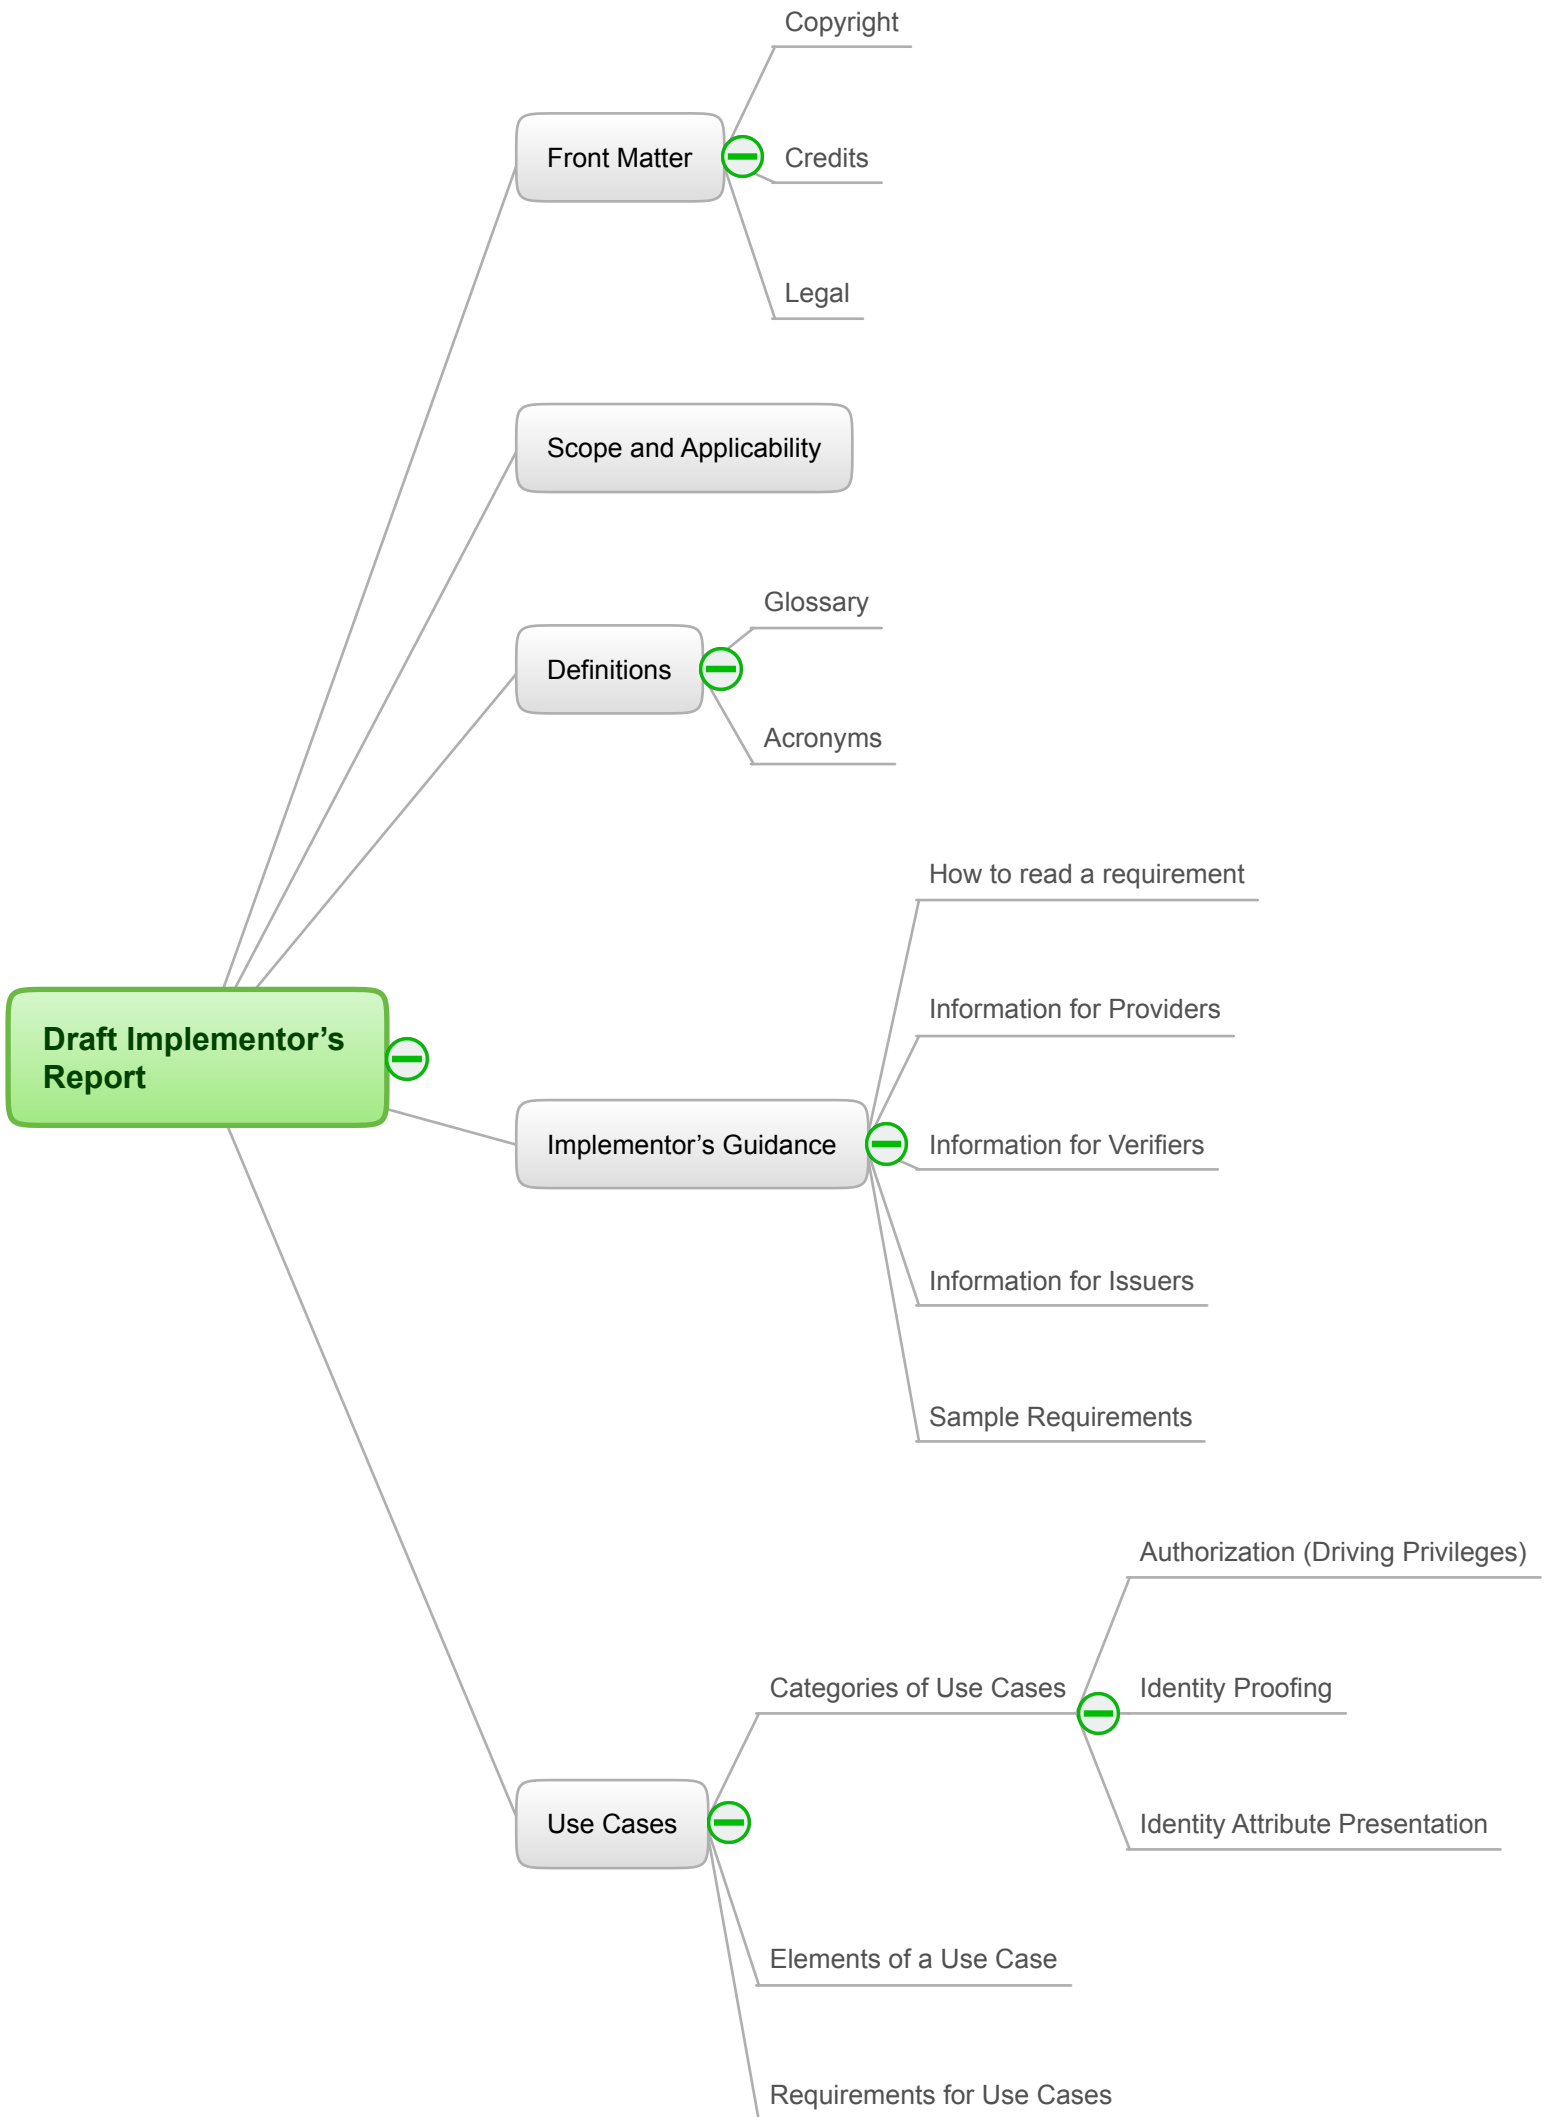 Copyright
Front Matter
Credits
Legal
Scope and Applicability
Glossary
Definitions
Acronyms
How to read a requirement
Information for Providers
Draft Implementor’s
Report
Implementor’s Guidance
Information for Verifiers
Information for Issuers
Sample Requirements
Authorization (Driving Privileges)
Categories of Use Cases
Identity Proofing
Use Cases
Identity Attribute Presentation
Elements of a Use Case
Requirements for Use Cases